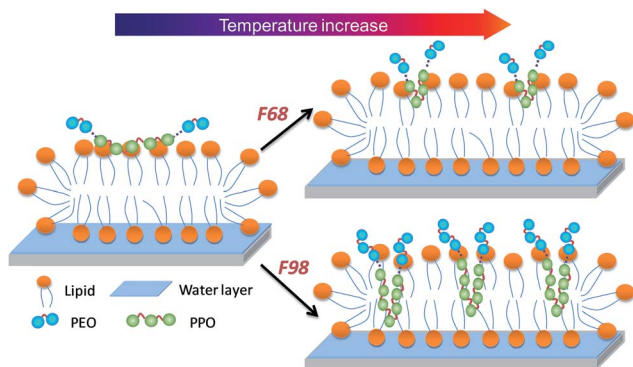 Temperature increase
F68
F98
Lipid
Water layer
PEO
PPO